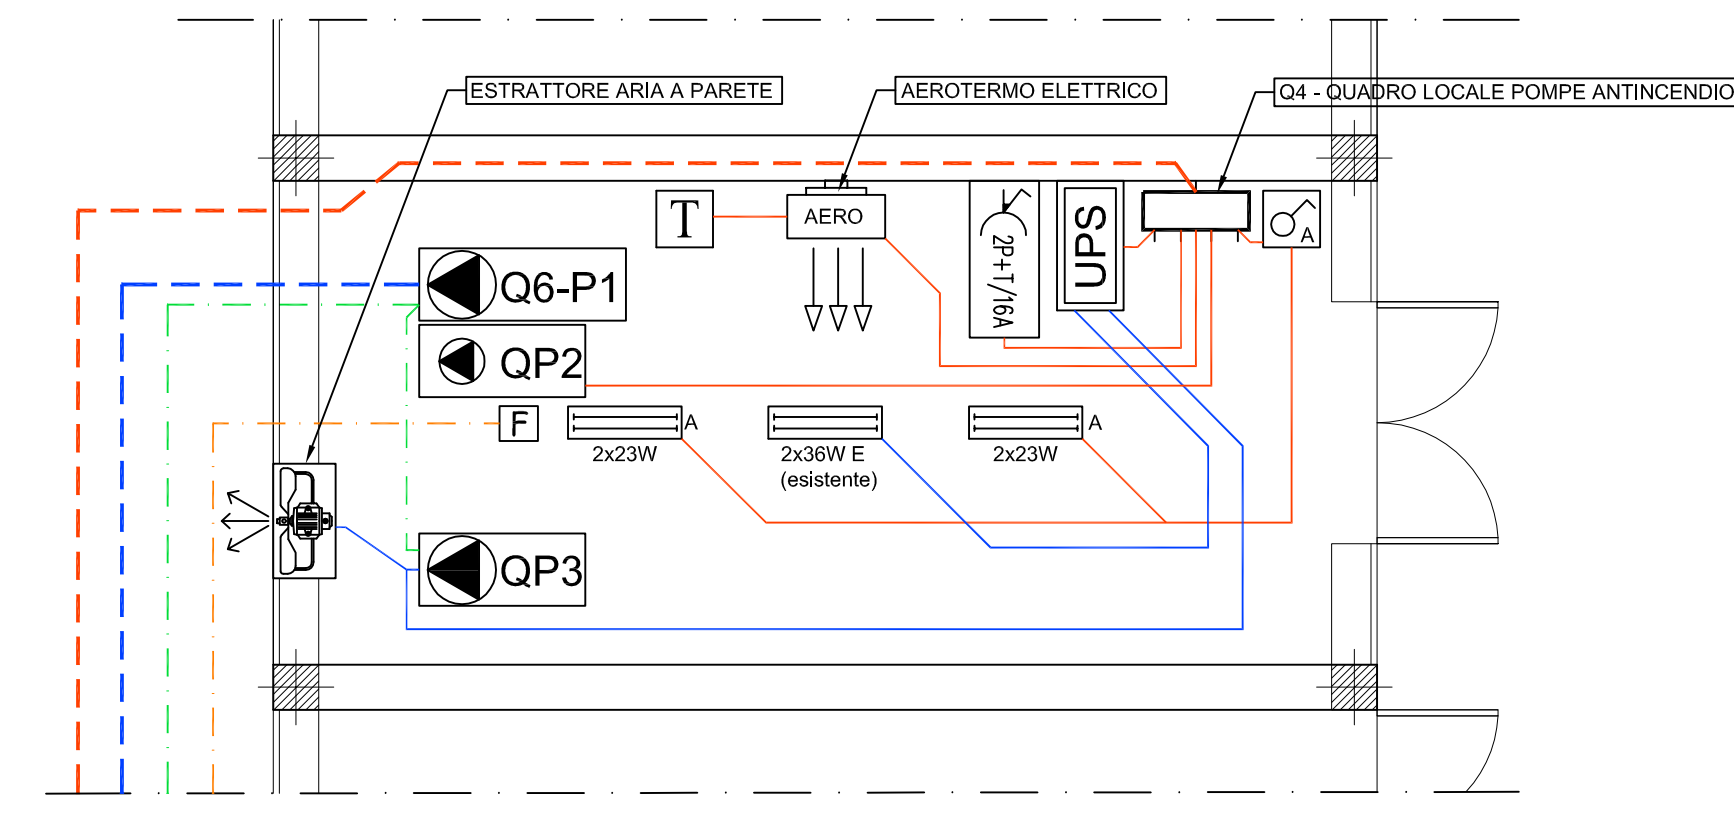 ESTRATTORE ARIA A PARETE
AEROTERMO ELETTRICO
Q4 - QUADRO LOCALE POMPE ANTINCENDIO
T
AERO
2P+T/16A
UPS
A
Q6-P1
QP2
F
A
A
2x23W
2x36W E
(esistente)
2x23W
QP3